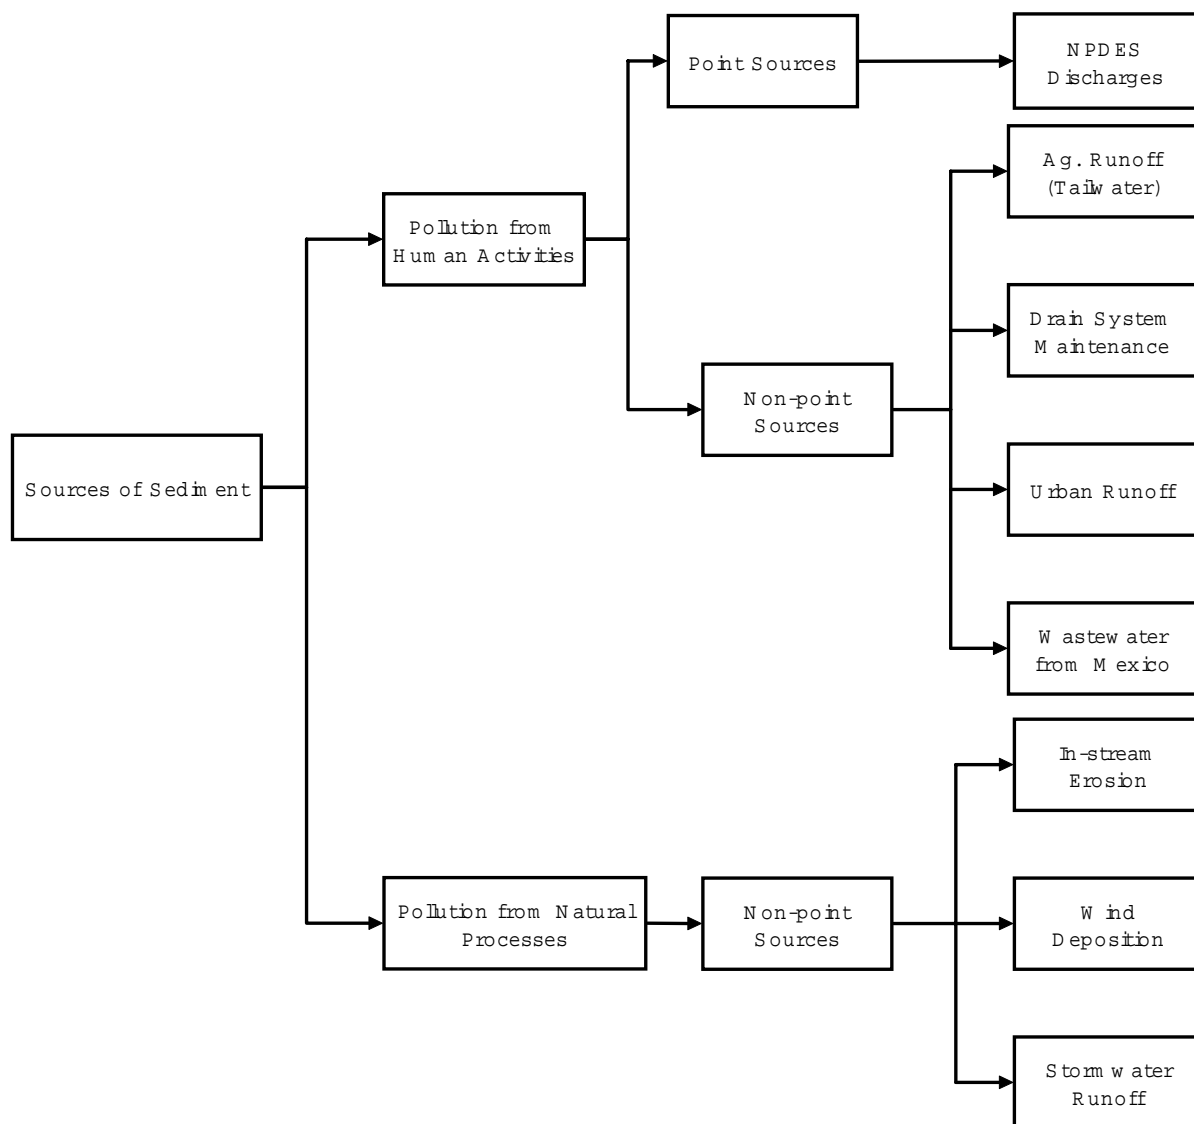 Point Sources
NPDES
Discharges
Ag. Runoff
(Tailwater)
Pollution from
Human Activities
Drain System
Maintenance
Non-point
Sources
Sources of Sediment
Urban Runoff
Wastewater
from Mexico
In-stream
Erosion
Pollution from Natural
Processes
Non-point
Sources
Wind
Deposition
Stormwater
Runoff